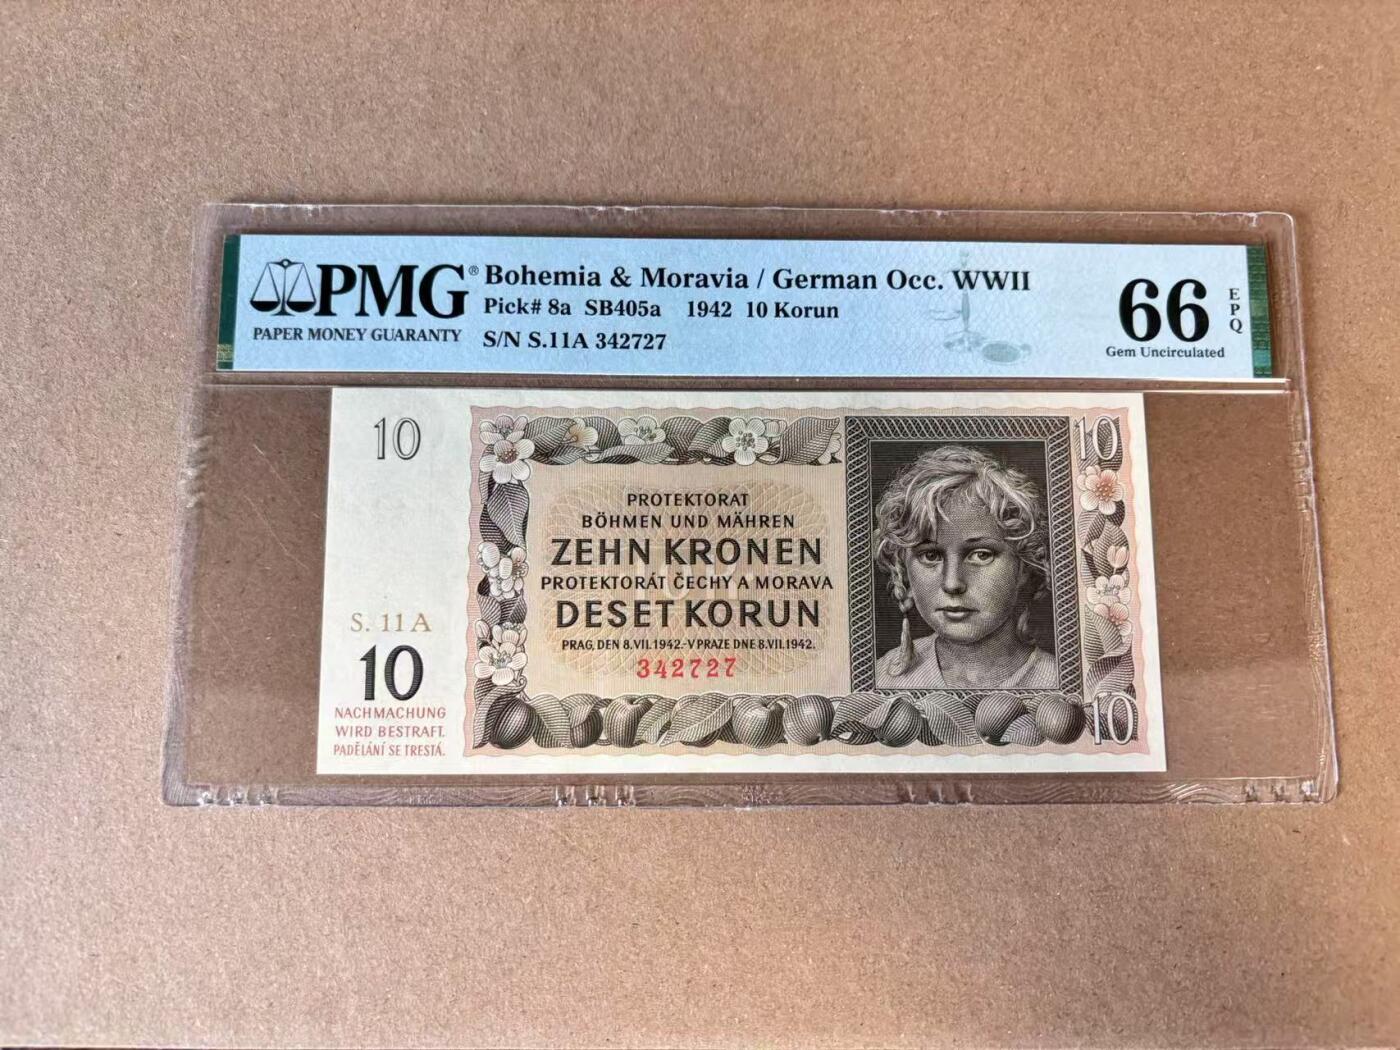 PMG®
PAPER MONEY GUARANTY
Bohemia & Moravia / German Occ. WWII
Pick# 8a SB405a 1942 10 Korun
S/N S.11A 342727
66
EPQ
Gem Uncirculated
10
10
PROTEKTORAT
BÖHMEN UND MÄHREN
ZEHN KRONEN
PROTEKTORÁT ČECHY A MORAVA
DESET KORUN
PRAG, DEN 8. VII. 1942.-V PRAZE DNE 8. VII. 1942.
342727
S. 11 A
10
NACHMACHUNG
WIRD BESTRAFT.
PADĚLÁNÍ SE TRESTÁ.
10